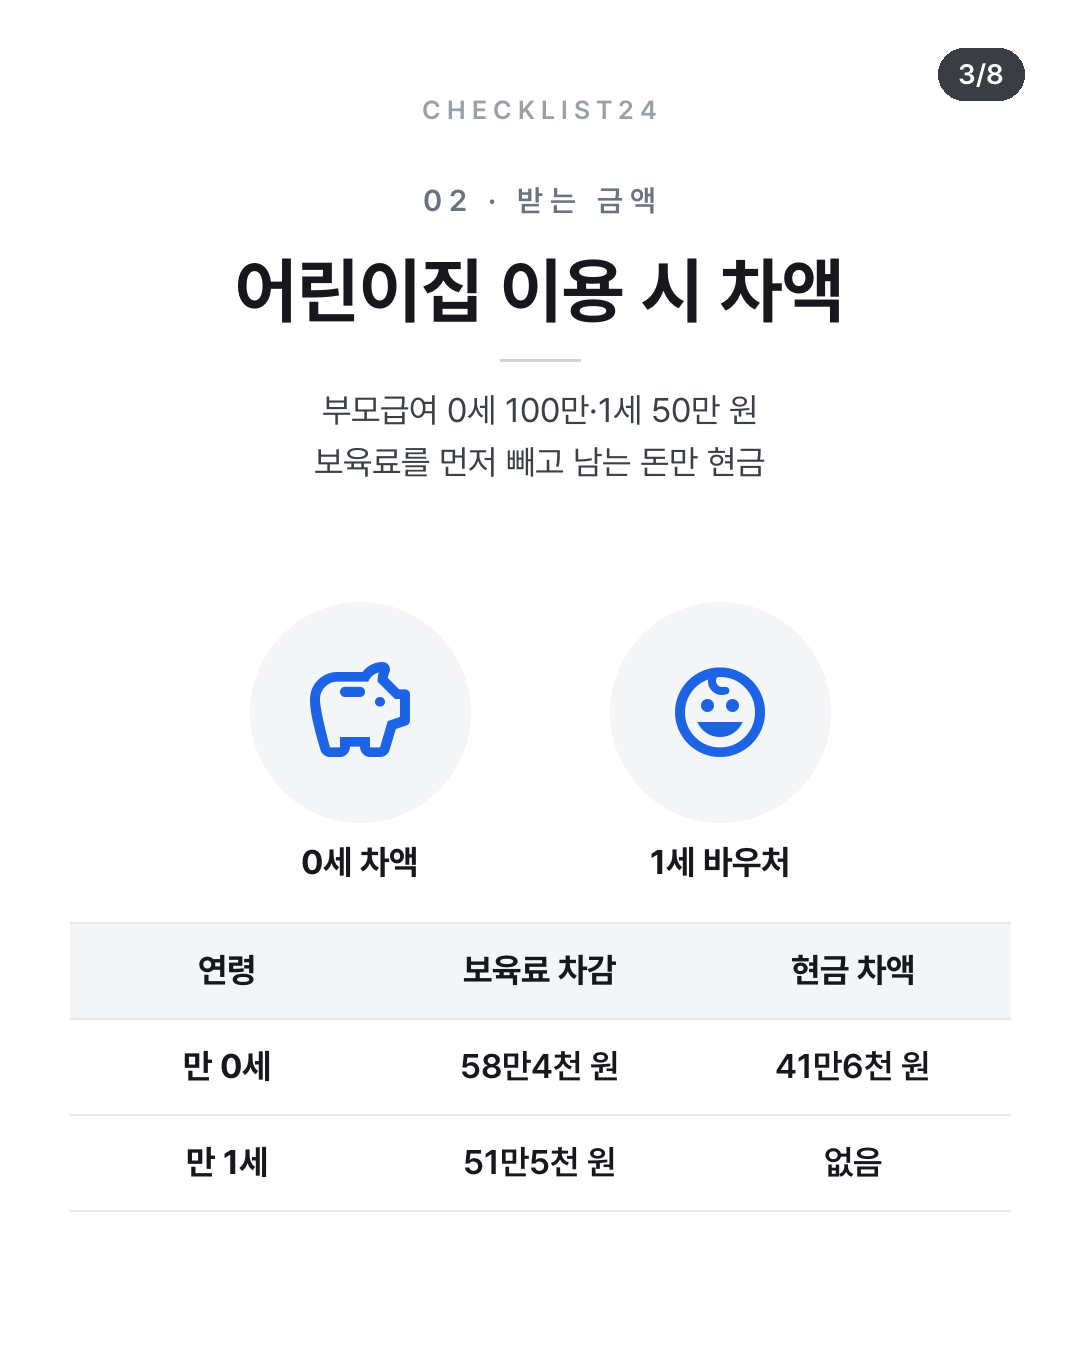 3/8
CHECKLIST24
02 · 받는 금액
어린이집 이용 시 차액
부모급여 0세 100만·1세 50만 원
보육료를 먼저 빼고 남는 돈만 현금
0세 차액
1세 바우처
연령 보육료 차감 현금 차액
만 0세 58만4천 원 41만6천 원
만 1세 51만5천 원 없음